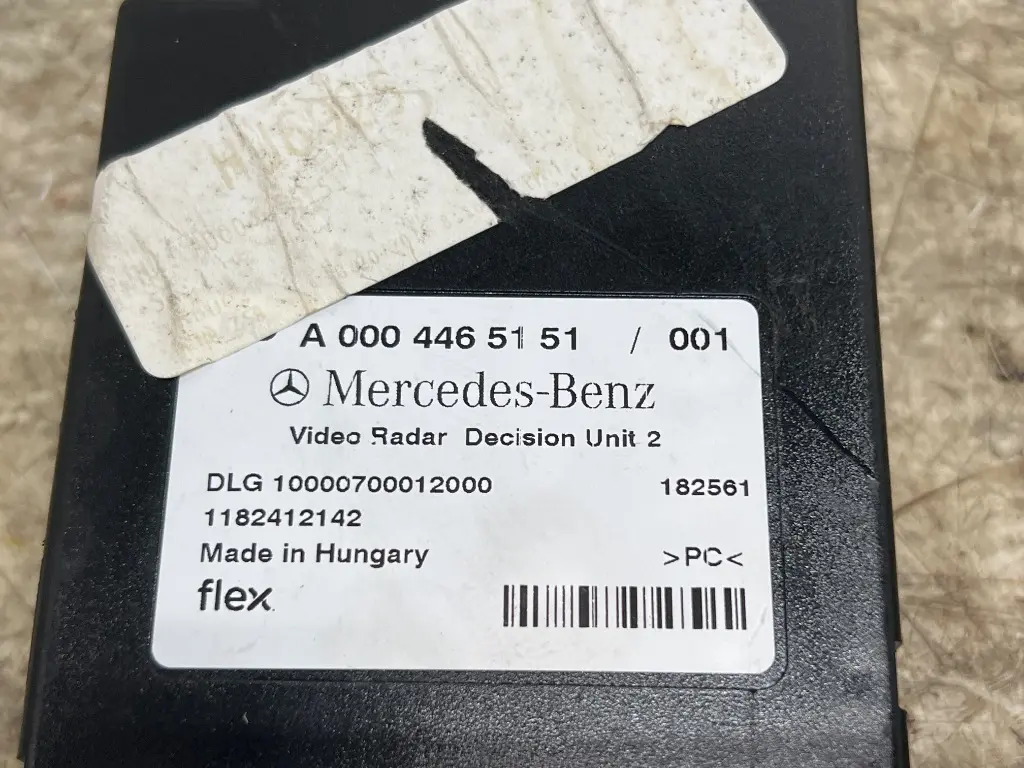 A 000 446 51 51 / 001
Mercedes-Benz
Video Radar Decision Unit 2
DLG 10000700012000 182561
1182412142
Made in Hungary >PC<
flex